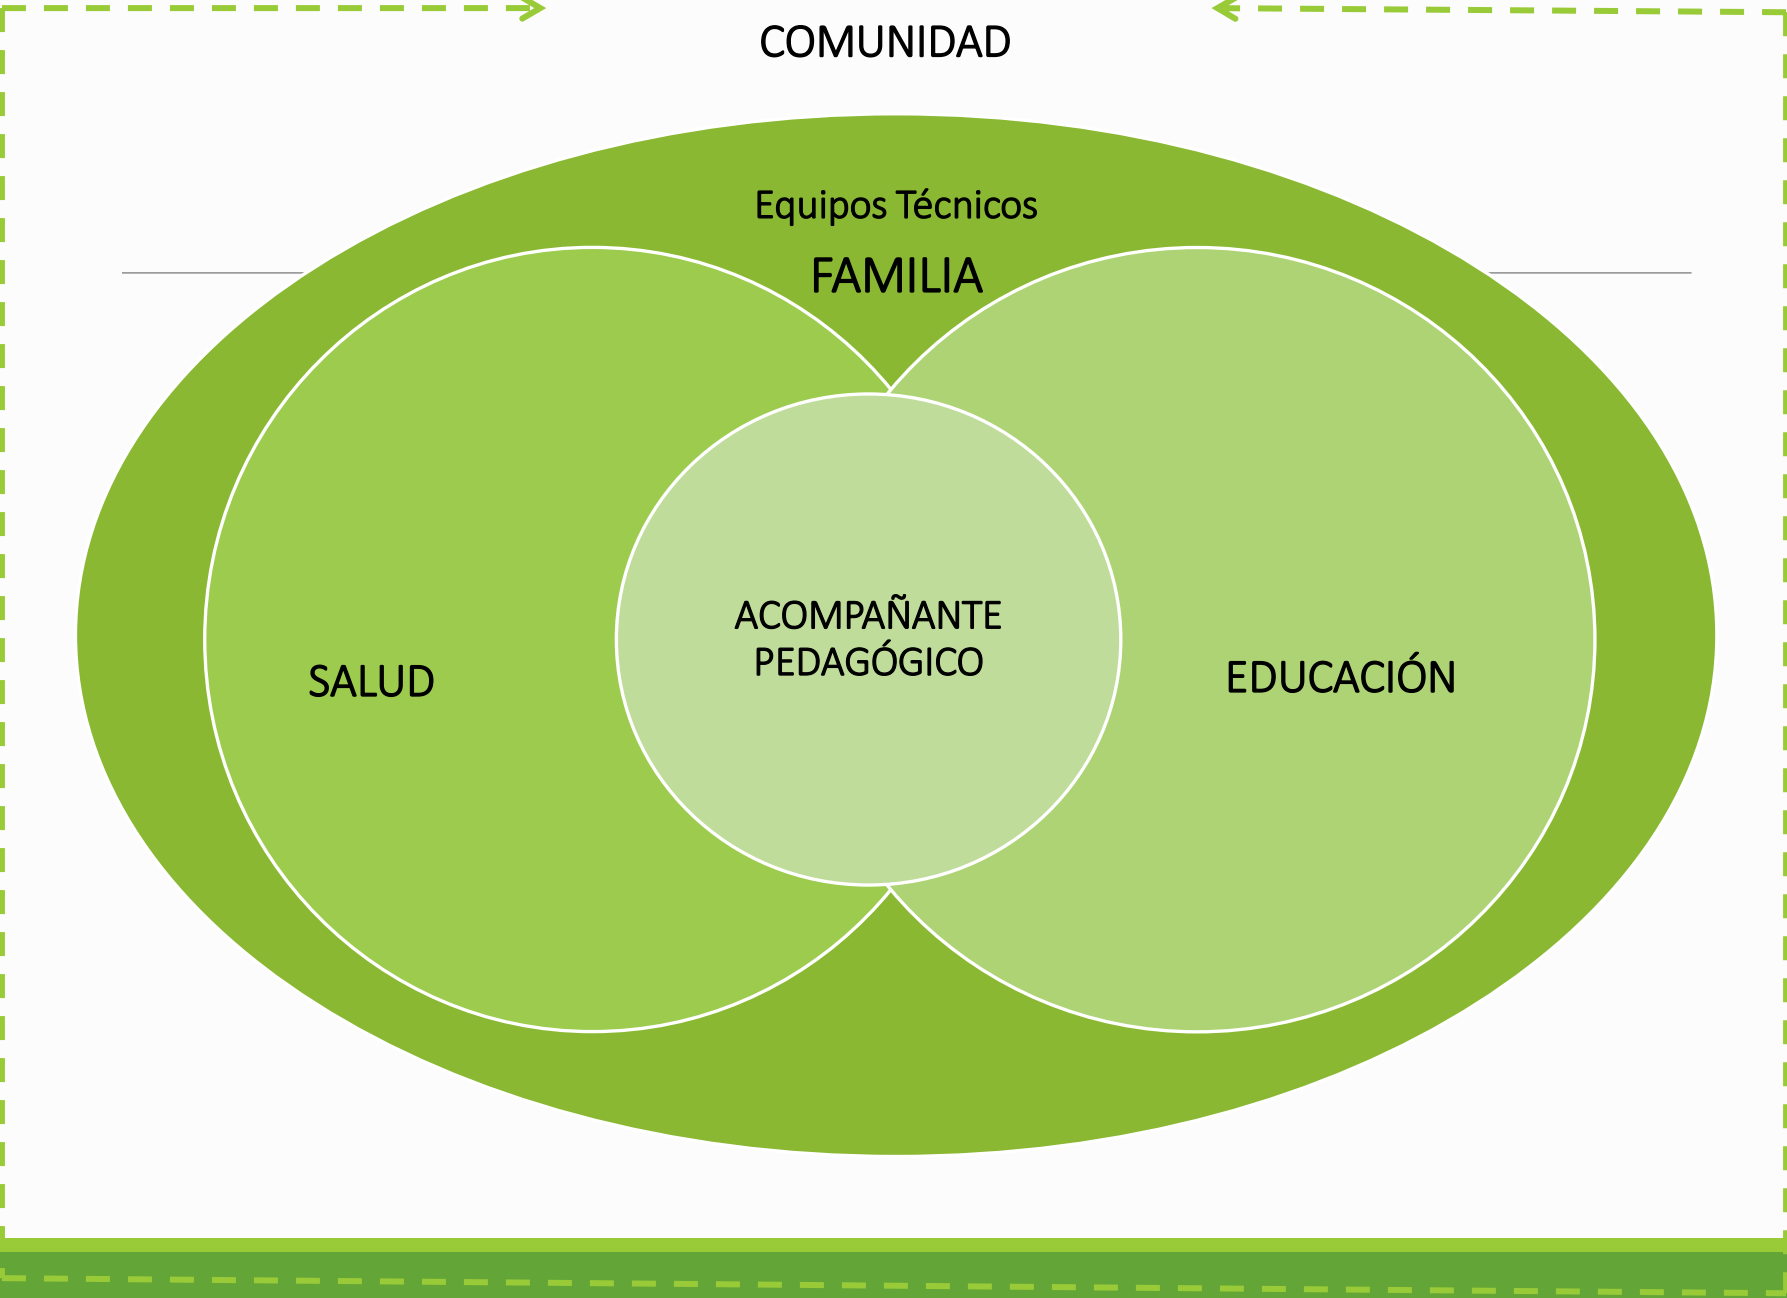 COMUNIDAD
Equipos Técnicos
FAMILIA
ACOMPAÑANTE
PEDAGÓGICO
SALUD
EDUCACIÓN